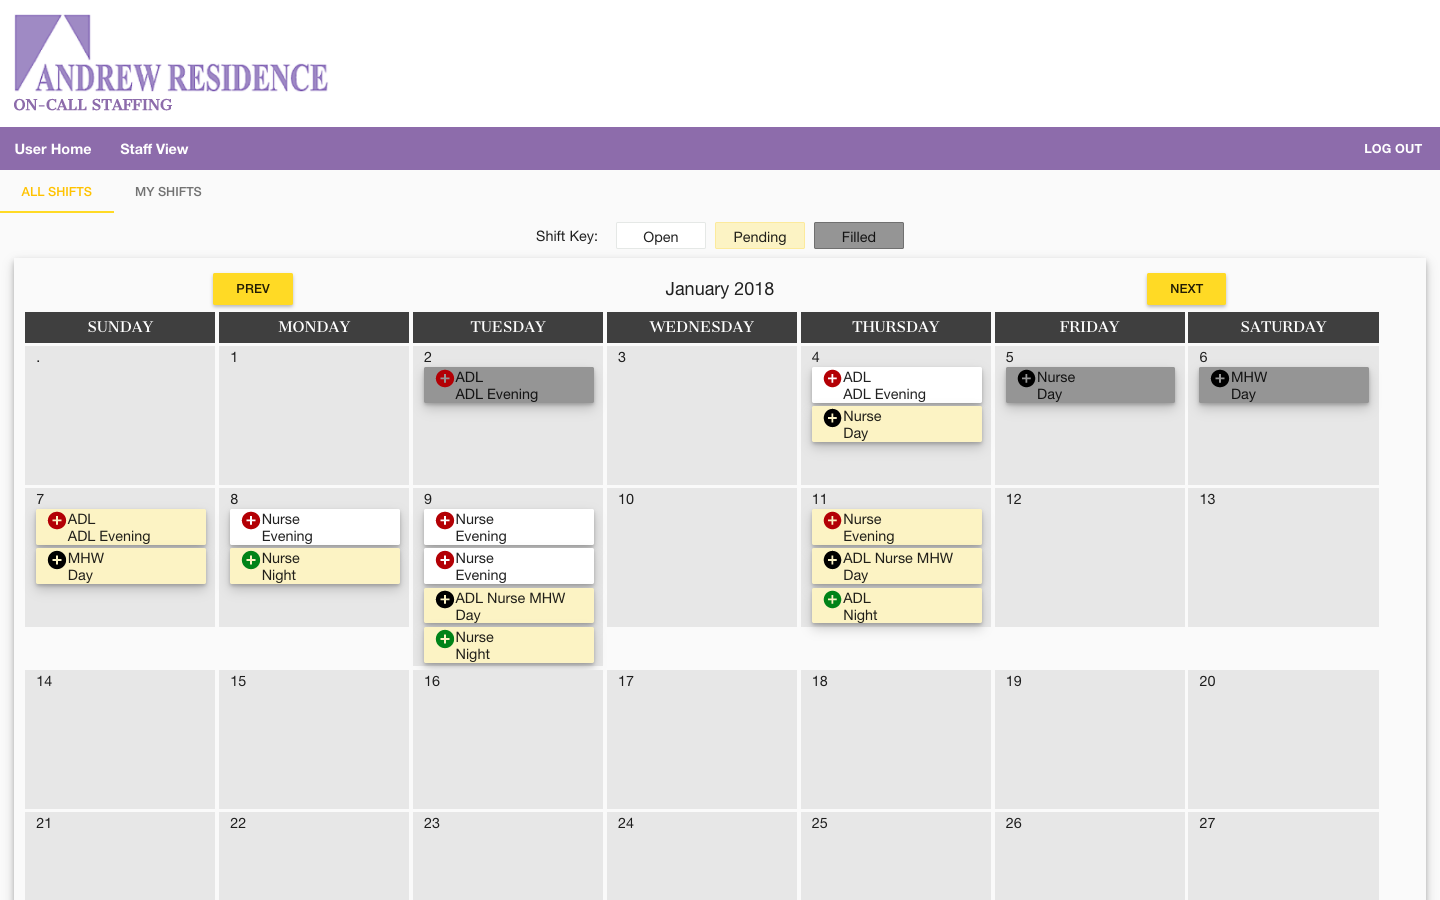 ANDREW RESIDENCE
ON-CALL STAFFING
User Home Staff View LOG OUT
ALL SHIFTS MY SHIFTS
Shift Key: Open Pending Filled
PREV January 2018 NEXT
SUNDAY MONDAY TUESDAY WEDNESDAY THURSDAY FRIDAY SATURDAY
.
1
2
ADL
ADL Evening
3
4
ADL
ADL Evening
Nurse
Day
5
Nurse
Day
6
MHW
Day
7
ADL
ADL Evening
MHW
Day
8
Nurse
Evening
Nurse
Night
9
Nurse
Evening
Nurse
Evening
ADL Nurse MHW
Day
Nurse
Night
10
11
Nurse
Evening
ADL Nurse MHW
Day
ADL
Night
12
13
14 15 16 17 18 19 20
21 22 23 24 25 26 27